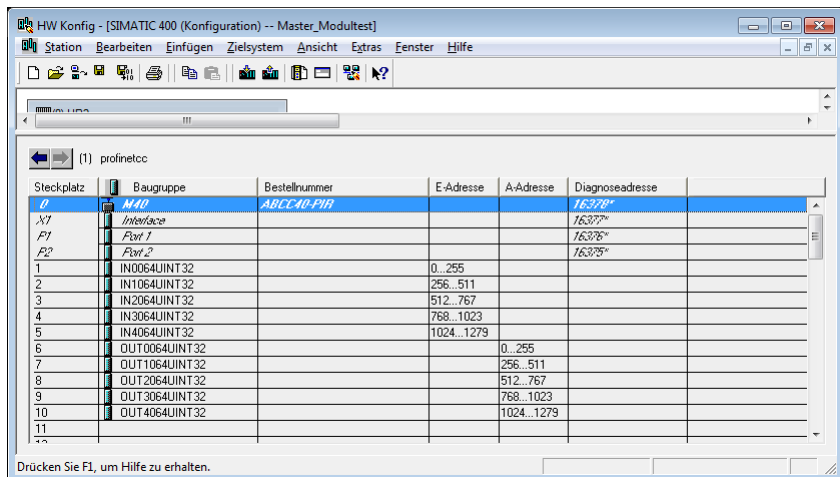 HW Konfig - [SIMATIC 400 (Konfiguration) -- Master_Modultest]
Station Bearbeiten Einfügen Zielsystem Ansicht Extras Fenster Hilfe
(1) profinetcc
Steckplatz Baugruppe Bestellnummer E-Adresse A-Adresse Diagnoseadresse
0 M40 ABCC40-PIR 16378*
X1 Interface 16377*
P1 Port 1 16376*
P2 Port 2 16375*
1 IN0064UINT32 0...255
2 IN1064UINT32 256...511
3 IN2064UINT32 512...767
4 IN3064UINT32 768...1023
5 IN4064UINT32 1024...1279
6 OUT0064UINT32 0...255
7 OUT1064UINT32 256...511
8 OUT2064UINT32 512...767
9 OUT3064UINT32 768...1023
10 OUT4064UINT32 1024...1279
11
Drücken Sie F1, um Hilfe zu erhalten.